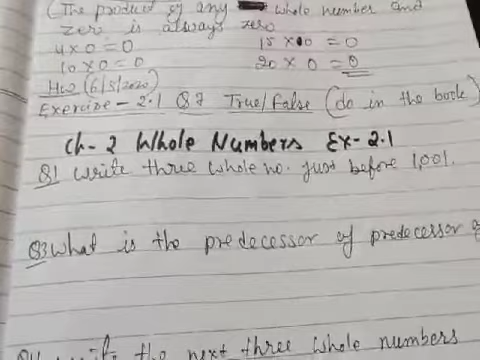 (The product of any whole number and
zero is always zero
4 x 0 = 0 15 x 0 = 0
10 x 0 = 0 20 x 0 = 0
Hw (6/5/2020)
Exercise - 2.1 Q2 True/False (do in the book)
Ch-2 Whole Numbers Ex-2.1
Q1 Write three whole no. just before 1,001.
Q3 What is the predecessor of predecessor
the next three whole numbers